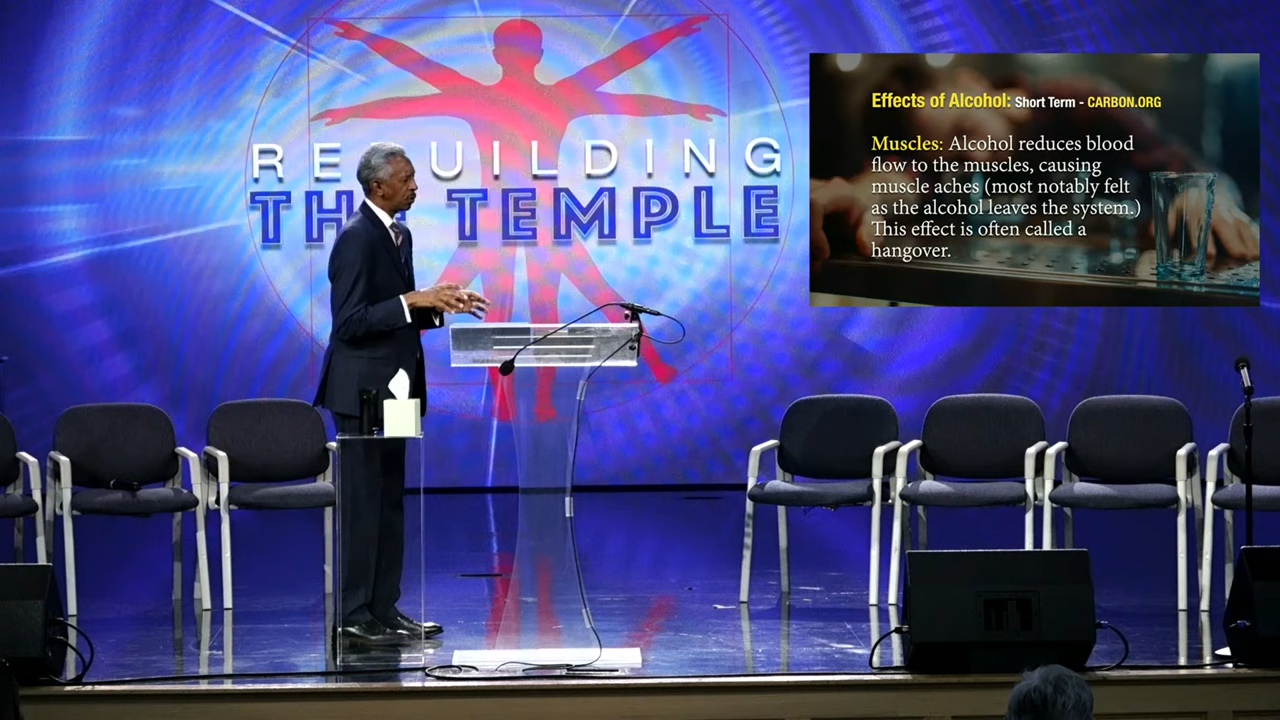 REBUILDING
THE TEMPLE
Effects of Alcohol: Short Term - CARBON.ORG
Muscles: Alcohol reduces blood
flow to the muscles, causing
muscle aches (most notably felt
as the alcohol leaves the system.)
This effect is often called a
hangover.